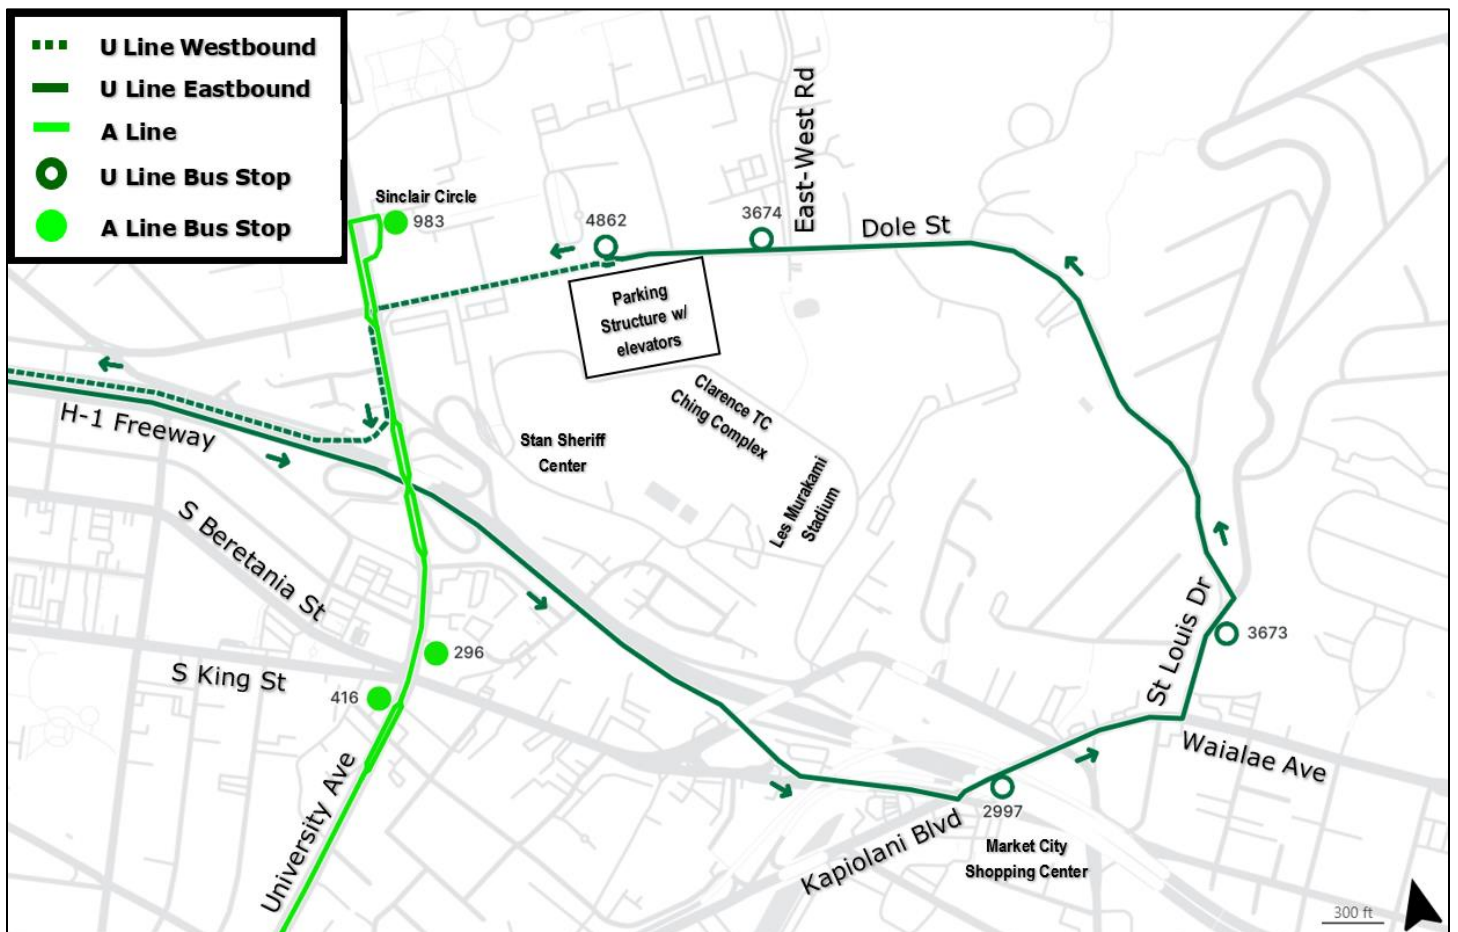 U Line Westbound
U Line Eastbound
A Line
U Line Bus Stop
A Line Bus Stop
Sinclair Circle
983
4862
3674
East-West Rd
Dole St
Parking
Structure w/
elevators
Clarence TC
Ching Complex
H-1 Freeway
Stan Sheriff
Center
Les Murakami
Stadium
S Beretania St
St Louis Dr
3673
296
S King St
416
Waialae Ave
University Ave
2997
Kapiolani Blvd
Market City
Shopping Center
300 ft